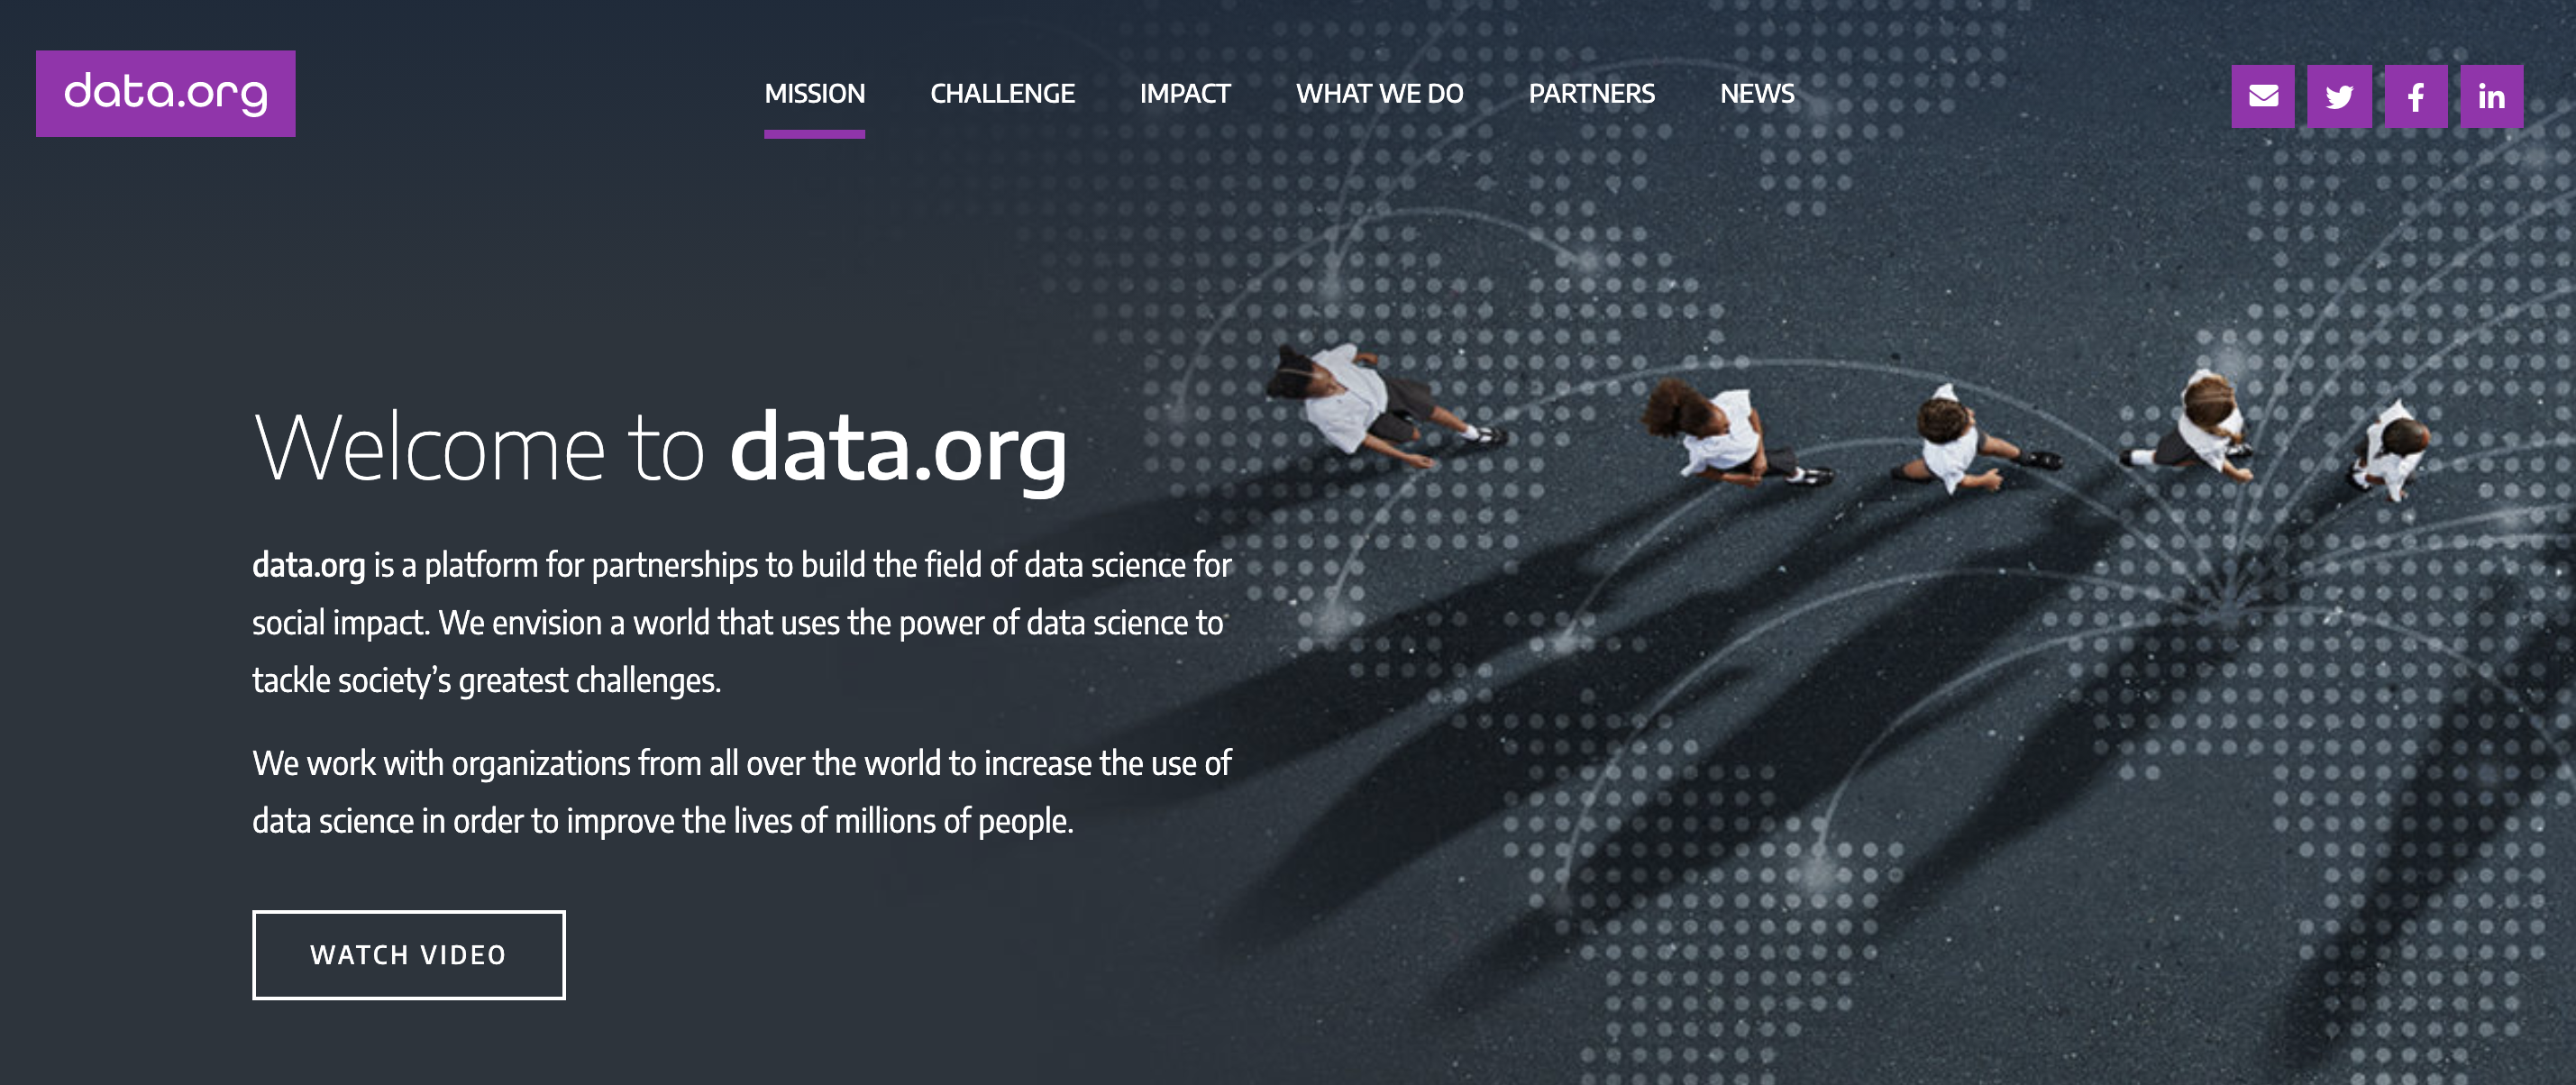 data.org
MISSION
CHALLENGE
IMPACT
WHAT WE DO
PARTNERS
NEWS
Welcome to data.org
data.org is a platform for partnerships to build the field of data science for
social impact. We envision a world that uses the power of data science to
tackle society’s greatest challenges.
We work with organizations from all over the world to increase the use of
data science in order to improve the lives of millions of people.
WATCH VIDEO